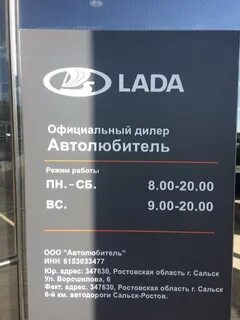 LADA
Официальный дилер
Автолюбитель
Режим работы
ПН.-СБ. 8.00-20.00
ВС. 9.00-20.00
ООО "Автолюбитель"
ИНН 6153033477
Юр. адрес: 347630, Ростовская область г. Сальск
Ул. Ворошилова, 6
Факт. адрес: 347630, Ростовская область г. Сальск
6-й км. автодороги Сальск-Ростов.